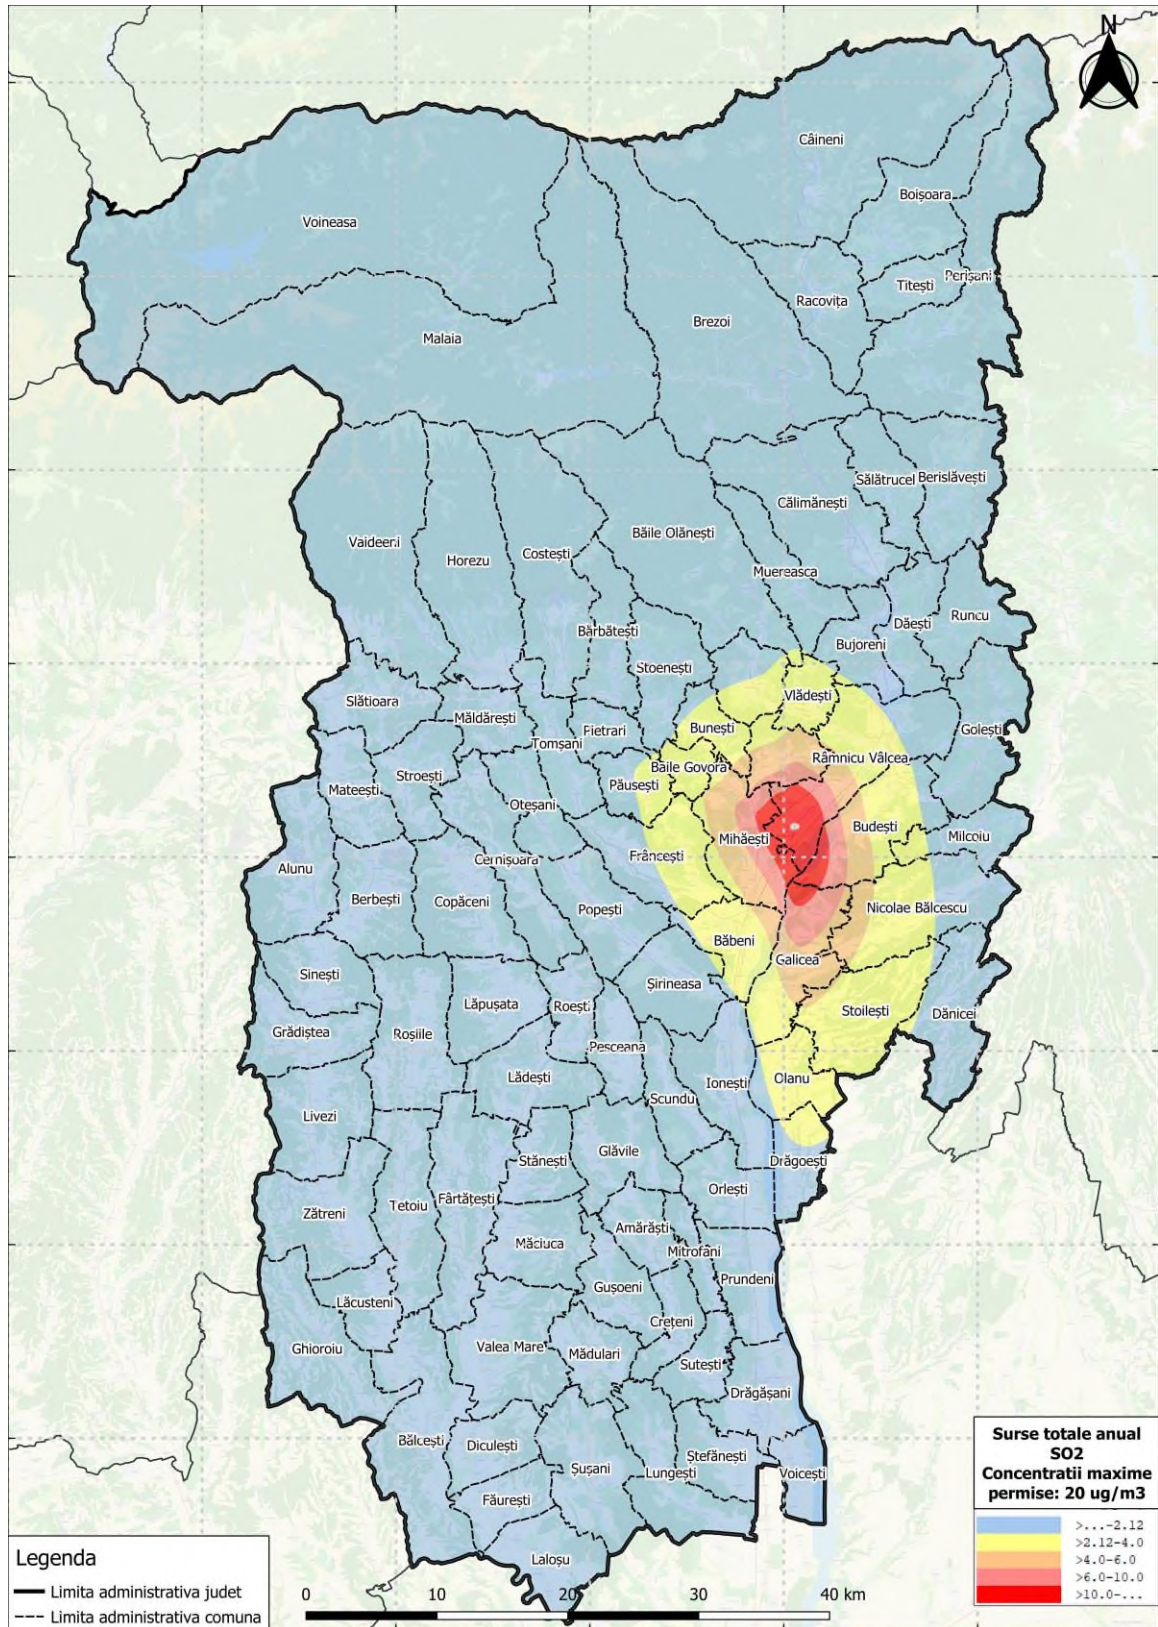 N
Câineni
Boișoara
Voineasa
Titești
Perișani
Racovița
Brezoi
Malaia
Sălătrucel
Berislăvești
Călimănești
Băile Olănești
Vaideeni
Costești
Horezu
Muereasca
Runcu
Dăești
Bărbătești
Bujoreni
Stoenești
Vlădești
Slătioara
Măldărești
Bunești
Fietrari
Golești
Tomșani
Râmnicu Vâlcea
Baile Govora
Stroești
Păusești
Mateești
Oteșani
Budești
Milcoiu
Mihăești
Frâncești
Cernișoara
Alunu
Berbești
Copăceni
Popești
Nicolae Bălcescu
Băbeni
Galicea
Sinești
Șirineasa
Lăpușata
Roești
Stoilești
Dănicei
Grădiștea
Roșiile
Pesceana
Lădești
Olanu
Ionești
Scundu
Livezi
Glăvile
Stănești
Drăgoești
Orlești
Fârtățești
Tetoiu
Zătreni
Amărăști
Măciuca
Mitrofani
Prundeni
Gușoeni
Lăcusteni
Crețeni
Ghioroiu
Valea Mare
Mădulari
Sutești
Drăgășani
Bălcești
Diculești
Ștefănești
Șușani
Lungești
Voicești
Făurești
Laloșu
Surse totale anual
SO2
Concentratii maxime
permise: 20 ug/m3
>...-2.12
>2.12-4.0
>4.0-6.0
>6.0-10.0
>10.0-...
Legenda
Limita administrativa judet
Limita administrativa comuna
0 10 20 30 40 km